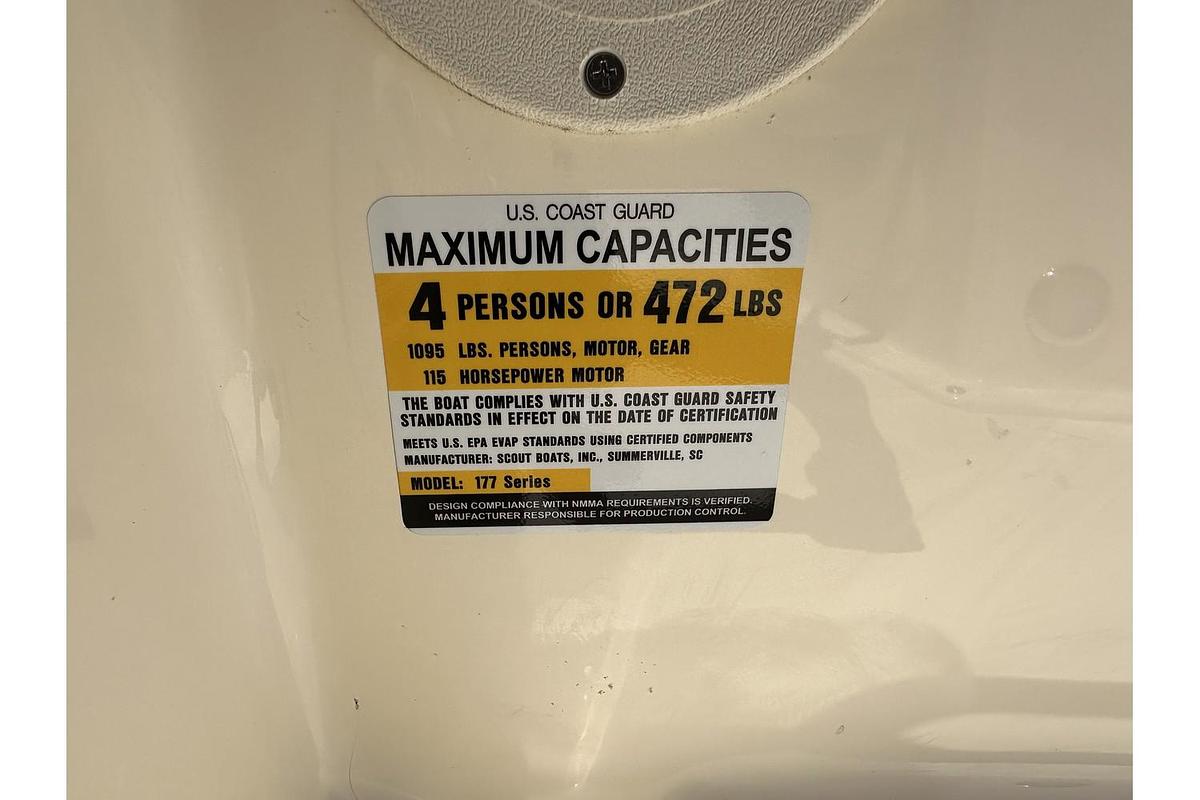 U.S. COAST GUARD
MAXIMUM CAPACITIES
4 PERSONS OR 472 LBS
1095 LBS. PERSONS, MOTOR, GEAR
115 HORSEPOWER MOTOR
THE BOAT COMPLIES WITH U.S. COAST GUARD SAFETY
STANDARDS IN EFFECT ON THE DATE OF CERTIFICATION
MEETS U.S. EPA EVAP STANDARDS USING CERTIFIED COMPONENTS
MANUFACTURER: SCOUT BOATS, INC., SUMMERVILLE, SC
MODEL: 177 Series
DESIGN COMPLIANCE WITH NMMA REQUIREMENTS IS VERIFIED.
MANUFACTURER RESPONSIBLE FOR PRODUCTION CONTROL.